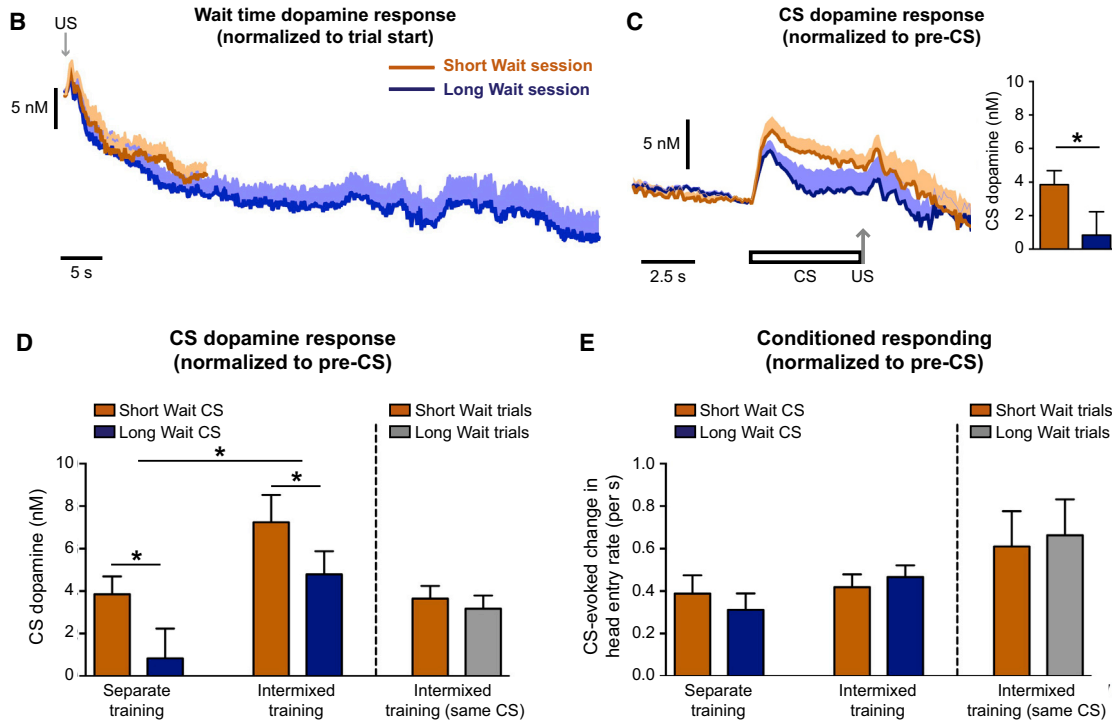 B
US
Wait time dopamine response
(normalized to trial start)
Short Wait session
Long Wait session
5 nM
5 s
C
CS dopamine response
(normalized to pre-CS)
5 nM
2.5 s
CS
US
CS dopamine (nM)
10
8
6
4
2
0
*
D
CS dopamine response
(normalized to pre-CS)
Short Wait CS
Long Wait CS
Short Wait trials
Long Wait trials
CS dopamine (nM)
10
8
6
4
2
0
*
*
*
Separate
training
Intermixed
training
Intermixed
training (same CS)
E
Conditioned responding
(normalized to pre-CS)
Short Wait CS
Long Wait CS
Short Wait trials
Long Wait trials
CS-evoked change in
head entry rate (per s)
1.0
0.8
0.6
0.4
0.2
0.0
Separate
training
Intermixed
training
Intermixed
training (same CS)